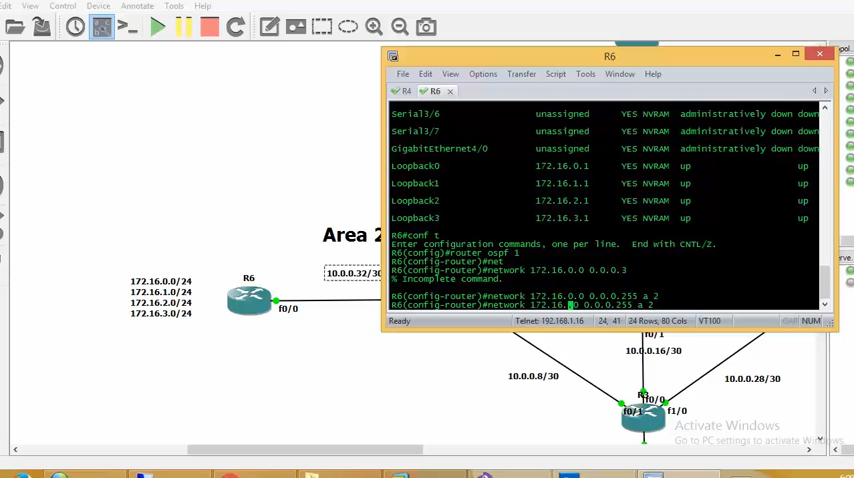 Edit View Control Device Annotate Tools Help
R6
File Edit View Options Transfer Script Tools Window Help
R4 R6
Serial3/6 unassigned YES NVRAM administratively down down
Serial3/7 unassigned YES NVRAM administratively down down
GigabitEthernet4/0 unassigned YES NVRAM administratively down down
Loopback0 172.16.0.1 YES NVRAM up up
Loopback1 172.16.1.1 YES NVRAM up up
Loopback2 172.16.2.1 YES NVRAM up up
Loopback3 172.16.3.1 YES NVRAM up up
R6#conf t
Enter configuration commands, one per line. End with CNTL/Z.
R6(config)#router ospf 1
R6(config-router)#net
R6(config-router)#network 172.16.0.0 0.0.0.3
% Incomplete command.
R6(config-router)#network 172.16.0.0 0.0.0.255 a 2
R6(config-router)#network 172.16.0 0.0.0.255 a 2
Ready Telnet: 192.168.1.16 24, 41 24 Rows, 80 Cols VT100 CAP NUM
Area 2
10.0.0.32/30
172.16.0.0/24
172.16.1.0/24
172.16.2.0/24
172.16.3.0/24
R6
f0/0
f0/1
10.0.0.16/30
10.0.0.8/30
10.0.0.28/30
f0/0
f0/1
f1/0
Activate Windows
Go to PC settings to activate Windows.